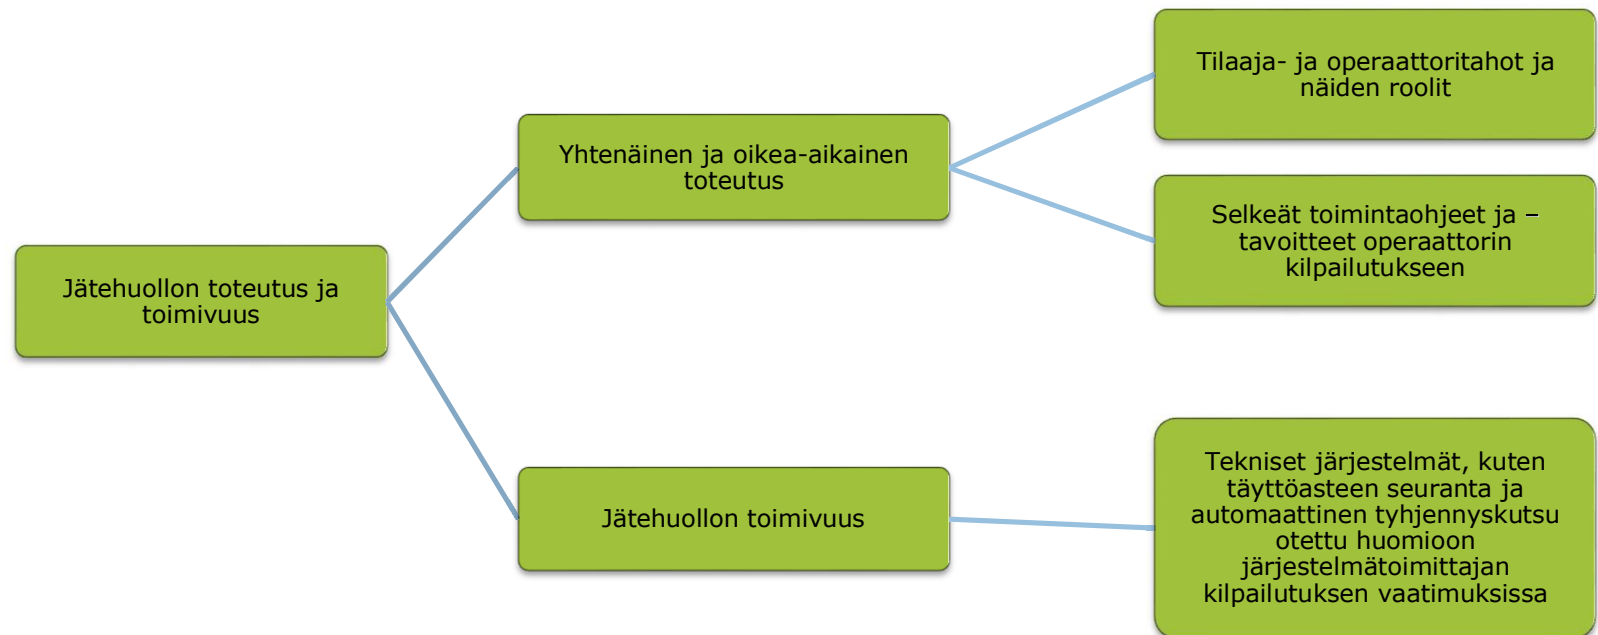 Jätehuollon toteutus ja
toimivuus
Yhtenäinen ja oikea-aikainen
toteutus
Tilaaja- ja operaattoritahot ja
näiden roolit
Selkeät toimintaohjeet ja –
tavoitteet operaattorin
kilpailutukseen
Jätehuollon toimivuus
Tekniset järjestelmät, kuten
täyttöasteen seuranta ja
automaattinen tyhjennyskutsu
otettu huomioon
järjestelmätoimittajan
kilpailutuksen vaatimuksissa